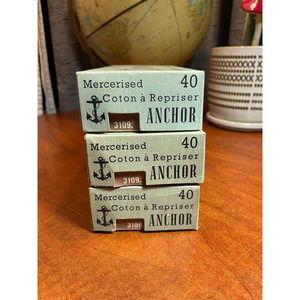 Mercerised 40
Coton à Repriser
3109. ANCHOR
Mercerised 40
Coton à Repriser
3109. ANCHOR
Mercerised 40
Coton à Repriser
ANCHOR